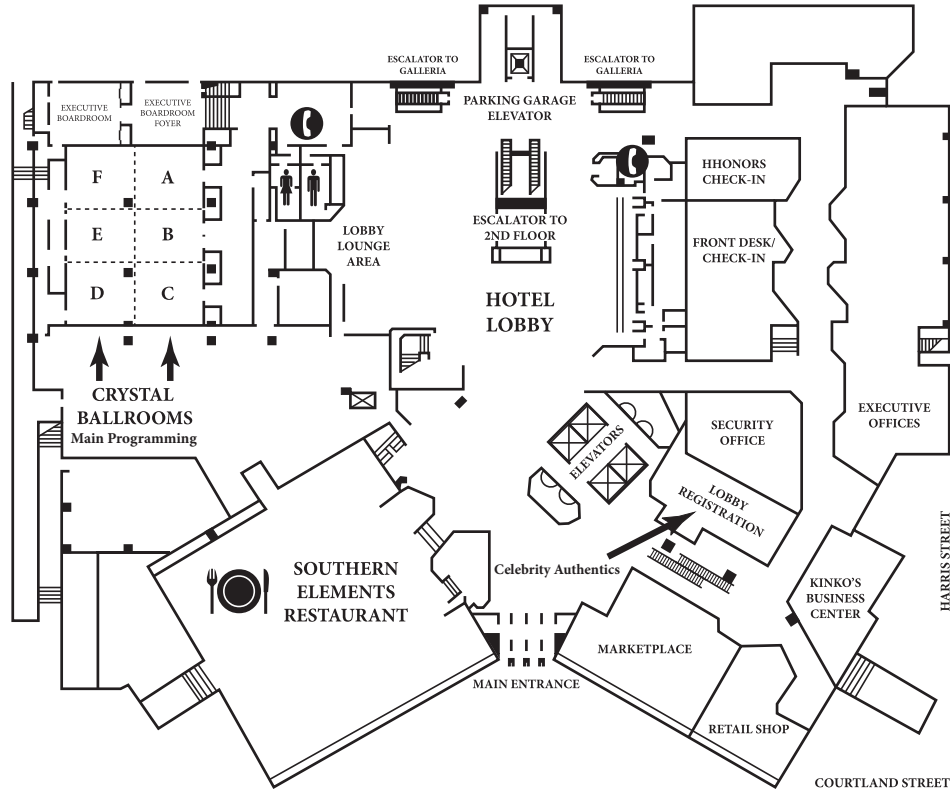 ESCALATOR TO
GALLERIA
ESCALATOR TO
GALLERIA
PARKING GARAGE
ELEVATOR
EXECUTIVE
BOARDROOM
EXECUTIVE
BOARDROOM
FOYER
F
A
E
B
D
C
LOBBY
LOUNGE
AREA
ESCALATOR TO
2ND FLOOR
HHONORS
CHECK-IN
FRONT DESK/
CHECK-IN
HOTEL
LOBBY
CRYSTAL
BALLROOMS
Main Programming
ELEVATORS
SECURITY
OFFICE
EXECUTIVE
OFFICES
LOBBY
REGISTRATION
Celebrity Authentics
SOUTHERN
ELEMENTS
RESTAURANT
KINKO'S
BUSINESS
CENTER
HARRIS STREET
MARKETPLACE
MAIN ENTRANCE
RETAIL SHOP
COURTLAND STREET